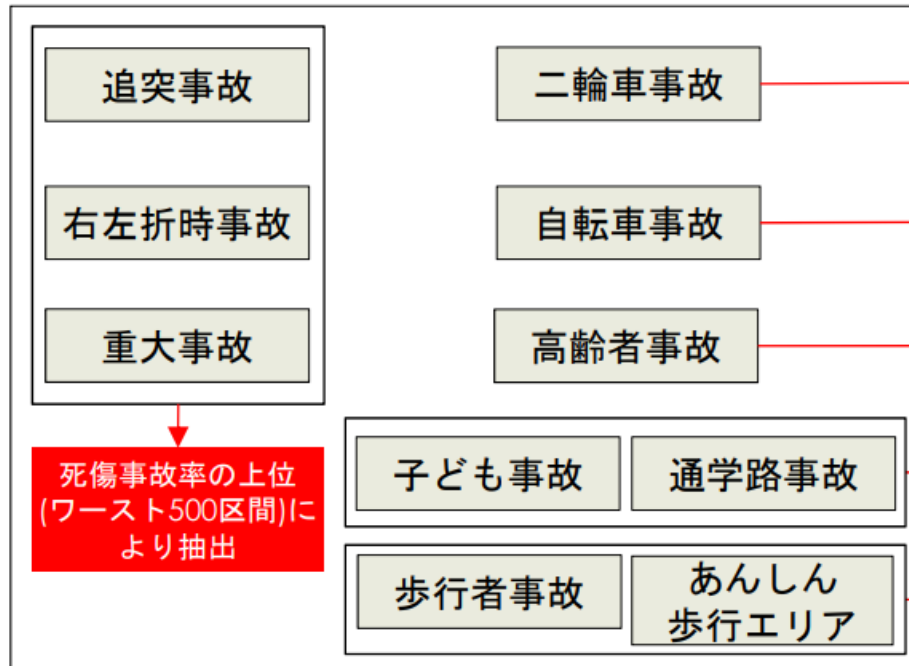 追突事故
右左折時事故
重大事故
死傷事故率の上位
(ワースト500区間)に
より抽出
二輪車事故
自転車事故
高齢者事故
子ども事故
通学路事故
歩行者事故
あんしん
歩行エリア